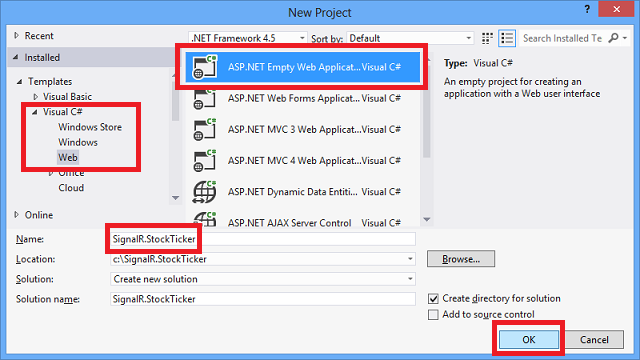 New Project
Recent
.NET Framework 4.5
Sort by:
Default
Search Installed Te
Installed
Templates
Visual Basic
Visual C#
Windows Store
Windows
Web
Office
Cloud
Online
ASP.NET Empty Web Applicat... Visual C#
ASP.NET Web Forms Applicat... Visual C#
ASP.NET MVC 3 Web Applicat... Visual C#
ASP.NET MVC 4 Web Applicat... Visual C#
ASP.NET Dynamic Data Entiti... Visual C#
ASP.NET AJAX Server Control Visual C#
Type: Visual C#
An empty project for creating an
application with a Web user interface
Name: SignalR.StockTicker
Location: c:\SignalR.StockTicker
Browse...
Solution: Create new solution
Solution name: SignalR.StockTicker
Create directory for solution
Add to source control
OK
Cancel